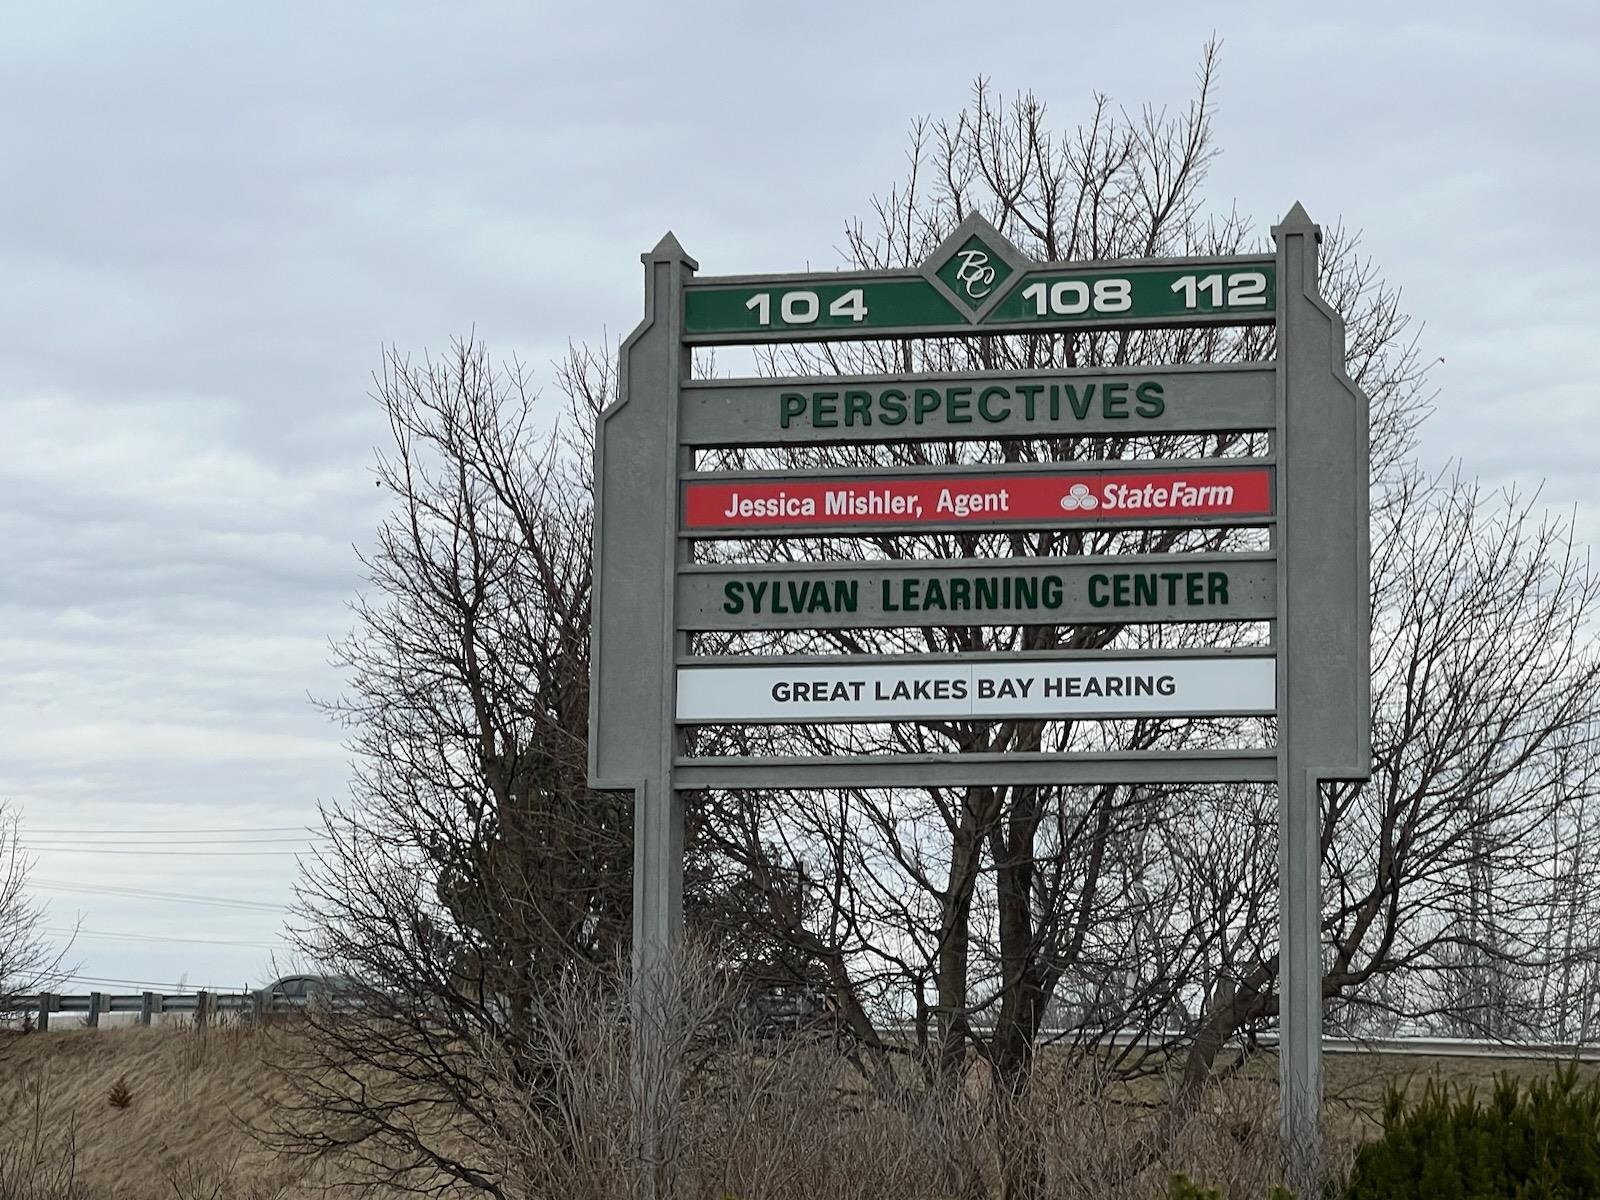 104 BC 108 112
PERSPECTIVES
Jessica Mishler, Agent StateFarm
SYLVAN LEARNING CENTER
GREAT LAKES BAY HEARING